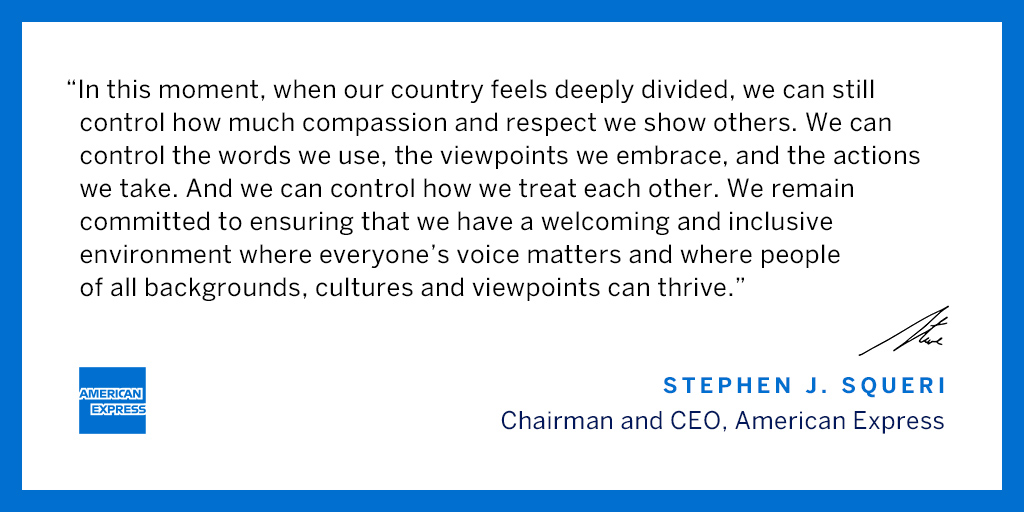 “In this moment, when our country feels deeply divided, we can still
control how much compassion and respect we show others. We can
control the words we use, the viewpoints we embrace, and the actions
we take. And we can control how we treat each other. We remain
committed to ensuring that we have a welcoming and inclusive
environment where everyone’s voice matters and where people
of all backgrounds, cultures and viewpoints can thrive.”
Steve
STEPHEN J. SQUERI
Chairman and CEO, American Express
AMERICAN
EXPRESS